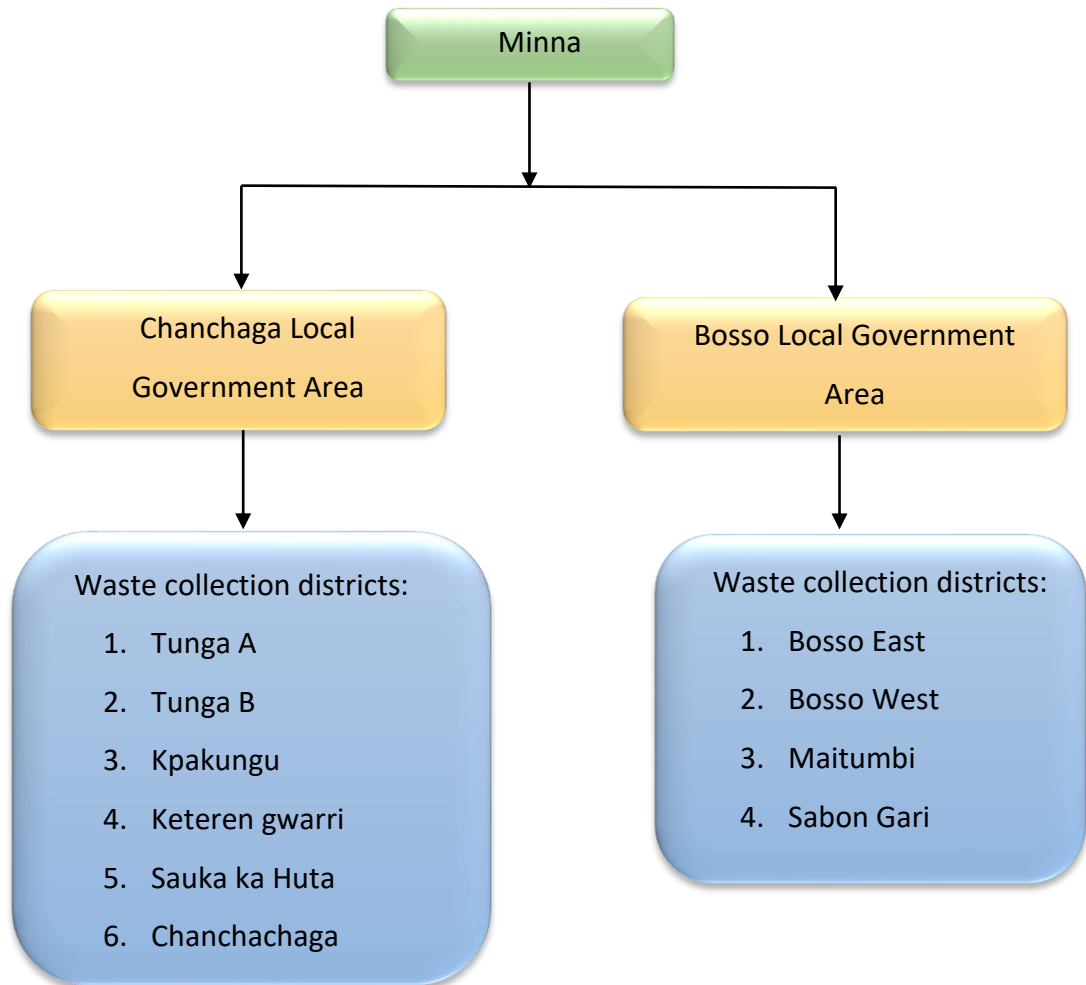 Minna
Chanchaga Local
Government Area
Bosso Local Government
Area
Waste collection districts:
1. Tunga A
2. Tunga B
3. Kpakungu
4. Keteren gwarri
5. Sauka ka Huta
6. Chanchachaga
Waste collection districts:
1. Bosso East
2. Bosso West
3. Maitumbi
4. Sabon Gari